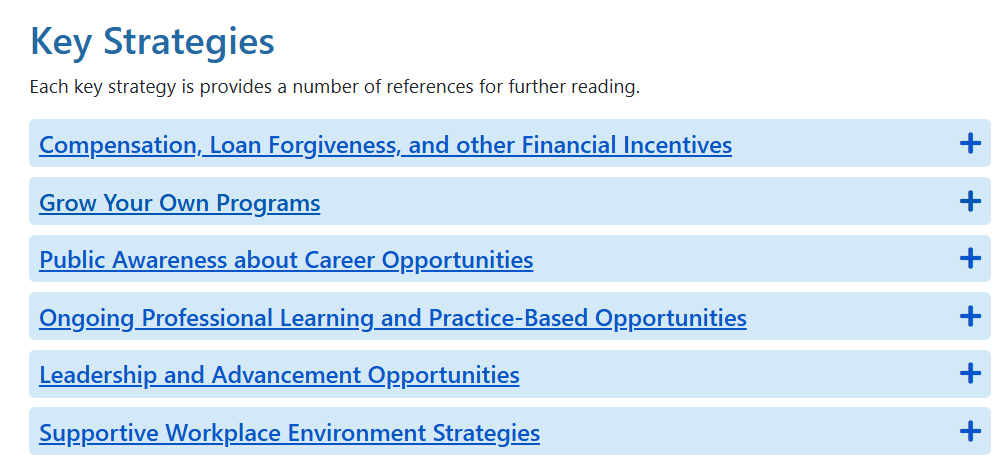 Key Strategies
Each key strategy is provides a number of references for further reading.
Compensation, Loan Forgiveness, and other Financial Incentives
Grow Your Own Programs
Public Awareness about Career Opportunities
Ongoing Professional Learning and Practice-Based Opportunities
Leadership and Advancement Opportunities
Supportive Workplace Environment Strategies